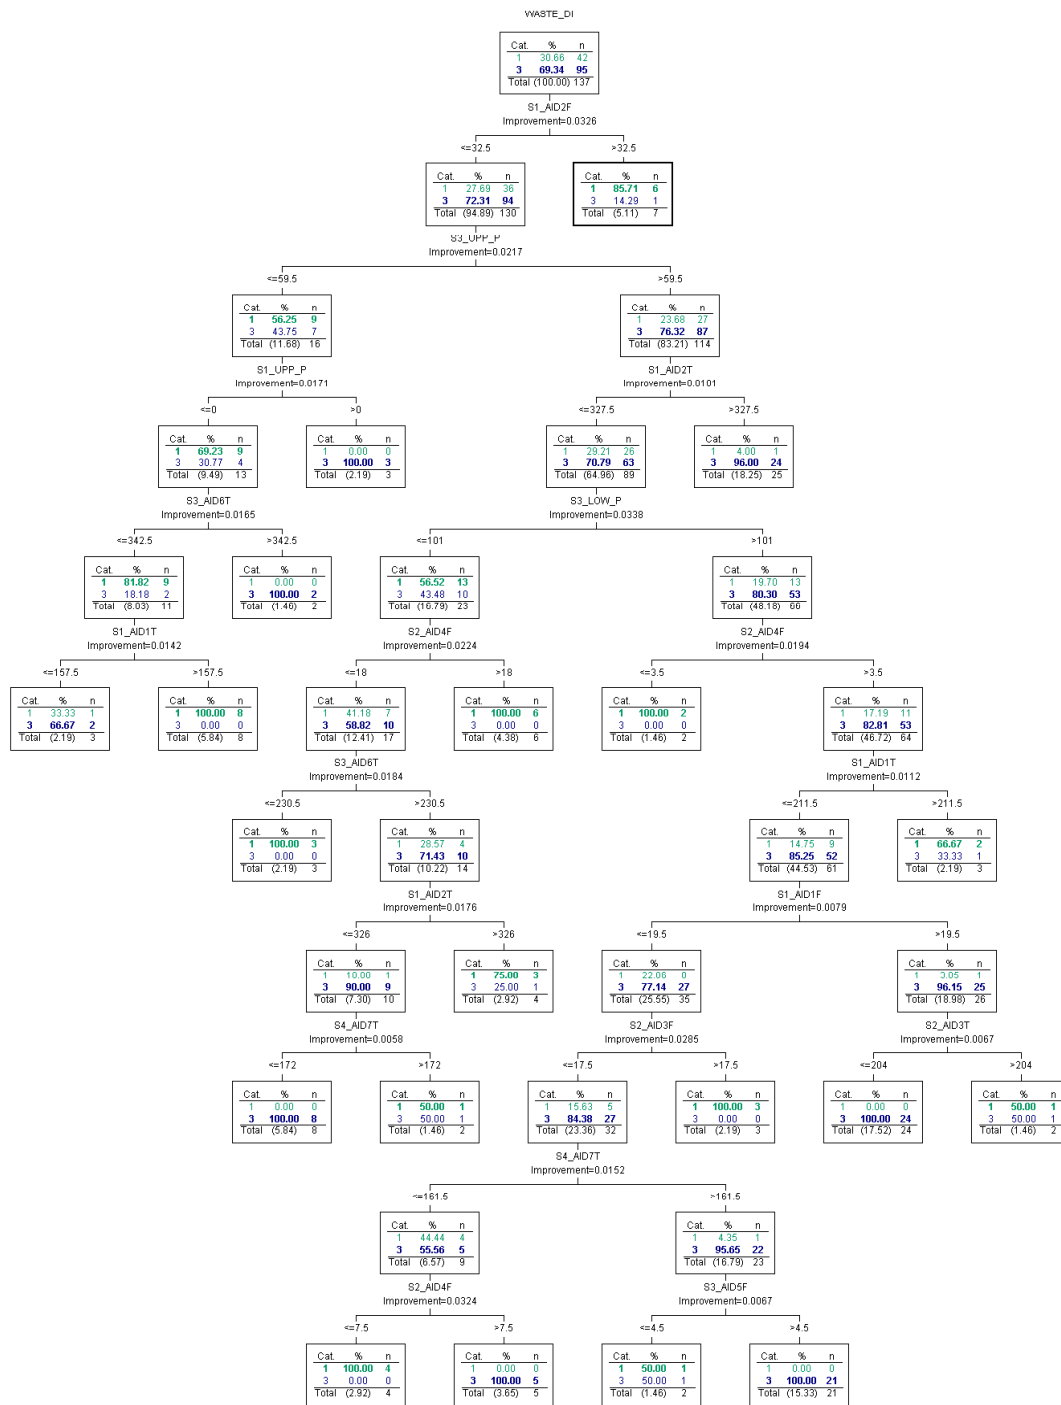 WASTE_DI
Cat. % n
1 30.66 42
3 69.34 95
Total (100.00) 137
S1_AID2F
Improvement=0.0326
<=32.5 >32.5
Cat. % n Cat. % n
1 27.69 36 1 85.71 6
3 72.31 94 3 14.29 1
Total (94.89) 130 Total (5.11) 7
S3_UPP_P
Improvement=0.0217
<=59.5 >59.5
Cat. % n Cat. % n
1 56.25 9 1 23.68 27
3 43.75 7 3 76.32 87
Total (11.68) 16 Total (83.21) 114
S1_UPP_P S1_AID2T
Improvement=0.0171 Improvement=0.0101
<=0 >0 <=327.5 >327.5
Cat. % n Cat. % n Cat. % n Cat. % n
1 69.23 9 1 0.00 0 1 29.21 26 1 4.00 1
3 30.77 4 3 100.00 3 3 70.79 63 3 96.00 24
Total (9.49) 13 Total (2.19) 3 Total (64.96) 89 Total (18.25) 25
S3_AID6T S3_LOW_P
Improvement=0.0165 Improvement=0.0338
<=342.5 >342.5 <=101 >101
Cat. % n Cat. % n Cat. % n Cat. % n
1 81.82 9 1 0.00 0 1 56.52 13 1 19.70 13
3 18.18 2 3 100.00 2 3 43.48 10 3 80.30 53
Total (8.03) 11 Total (1.46) 2 Total (16.79) 23 Total (48.18) 66
S1_AID1T S2_AID4F S2_AID4F
Improvement=0.0142 Improvement=0.0224 Improvement=0.0194
<=157.5 >157.5 <=18 >18 <=3.5 >3.5
Cat. % n Cat. % n Cat. % n Cat. % n Cat. % n Cat. % n
1 33.33 1 1 100.00 8 1 41.18 7 1 100.00 6 1 100.00 2 1 17.19 11
3 66.67 2 3 0.00 0 3 58.82 10 3 0.00 0 3 0.00 0 3 82.81 53
Total (2.19) 3 Total (5.84) 8 Total (12.41) 17 Total (4.38) 6 Total (1.46) 2 Total (46.72) 64
S3_AID6T S1_AID1T
Improvement=0.0184 Improvement=0.0112
<=230.5 >230.5 <=211.5 >211.5
Cat. % n Cat. % n Cat. % n Cat. % n
1 100.00 3 1 28.57 4 1 14.75 9 1 66.67 2
3 0.00 0 3 71.43 10 3 85.25 52 3 33.33 1
Total (2.19) 3 Total (10.22) 14 Total (44.53) 61 Total (2.19) 3
S1_AID2T S1_AID1F
Improvement=0.0176 Improvement=0.0079
<=326 >326 <=19.5 >19.5
Cat. % n Cat. % n Cat. % n Cat. % n
1 10.00 1 1 75.00 3 1 1 1
3 90.00 9 3 25.00 1 3 77.14 27 3 96.15 25
Total (7.30) 10 Total (2.92) 4 Total (25.55) 35 Total (18.98) 26
S4_AID7T S2_AID3F S2_AID3T
Improvement=0.0058 Improvement=0.0285 Improvement=0.0067
<=172 >172 <=17.5 >17.5 <=204 >204
Cat. % n Cat. % n Cat. % n Cat. % n Cat. % n Cat. % n
1 0.00 0 1 50.00 1 1 15.63 5 1 100.00 3 1 0.00 0 1 50.00 1
3 100.00 8 3 50.00 1 3 84.38 27 3 0.00 0 3 100.00 24 3 50.00 1
Total (5.84) 8 Total (1.46) 2 Total (23.36) 32 Total (2.19) 3 Total (17.52) 24 Total (1.46) 2
S4_AID7T
Improvement=0.0152
<=161.5 >161.5
Cat. % n Cat. % n
1 44.44 4 1 4.35 1
3 55.56 5 3 95.65 22
Total (6.57) 9 Total (16.79) 23
S2_AID4F S3_AID5F
Improvement=0.0324 Improvement=0.0067
<=7.5 >7.5 <=4.5 >4.5
Cat. % n Cat. % n Cat. % n Cat. % n
1 100.00 4 1 0.00 0 1 50.00 1 1 0.00 0
3 0.00 0 3 100.00 5 3 50.00 1 3 100.00 21
Total (2.92) 4 Total (3.65) 5 Total (1.46) 2 Total (15.33) 21